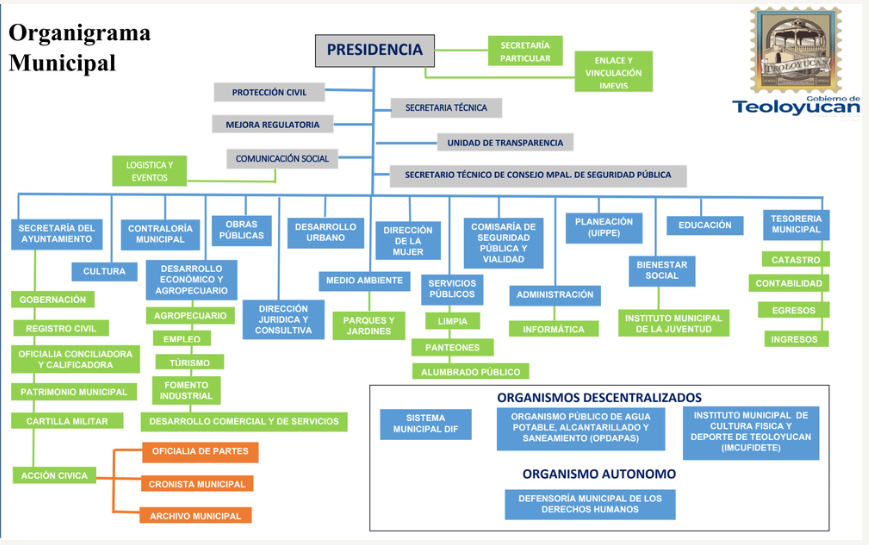 Organigrama
Municipal
PRESIDENCIA
SECRETARÍA
PARTICULAR
ENLACE Y
VINCULACIÓN
IMEVIS
TEOLOYUCAN
Gobierno de
Teoloyucan
PROTECCIÓN CIVIL
SECRETARIA TÉCNICA
MEJORA REGULATORIA
UNIDAD DE TRANSPARENCIA
COMUNICACIÓN SOCIAL
LOGISTICA Y
EVENTOS
SECRETARIO TÉCNICO DE CONSEJO MPAL. DE SEGURIDAD PÚBLICA
SECRETARÍA DEL
AYUNTAMIENTO
CONTRALORÍA
MUNICIPAL
OBRAS
PÚBLICAS
DESARROLLO
URBANO
DIRECCIÓN
DE LA
MUJER
COMISARÍA DE
SEGURIDAD
PÚBLICA Y
VIALIDAD
PLANEACIÓN
(UIPPE)
EDUCACIÓN
TESORERIA
MUNICIPAL
CULTURA
DESARROLLO
ECONÓMICO Y
AGROPECUARIO
DIRECCIÓN
JURIDICA Y
CONSULTIVA
MEDIO AMBIENTE
SERVICIOS
PÚBLICOS
ADMINISTRACIÓN
BIENESTAR
SOCIAL
CATASTRO
CONTABILIDAD
EGRESOS
INGRESOS
GOBERNACIÓN
REGISTRO CIVIL
OFICIALIA CONCILIADORA
Y CALIFICADORA
PATRIMONIO MUNICIPAL
CARTILLA MILITAR
ACCIÓN CIVICA
AGROPECUARIO
EMPLEO
TÚRISMO
FOMENTO
INDUSTRIAL
DESARROLLO COMERCIAL Y DE SERVICIOS
PARQUES Y
JARDINES
LIMPIA
PANTEONES
ALUMBRADO PÚBLICO
INFORMÁTICA
INSTITUTO MUNICIPAL
DE LA JUVENTUD
OFICIALIA DE PARTES
CRONISTA MUNICIPAL
ARCHIVO MUNICIPAL
ORGANISMOS DESCENTRALIZADOS
SISTEMA
MUNICIPAL DIF
ORGANISMO PÚBLICO DE AGUA
POTABLE, ALCANTARILLADO Y
SANEAMIENTO (OPDAPAS)
INSTITUTO MUNICIPAL DE
CULTURA FISICA Y
DEPORTE DE TEOLOYUCAN
(IMCUFIDETE)
ORGANISMO AUTONOMO
DEFENSORÍA MUNICIPAL DE LOS
DERECHOS HUMANOS